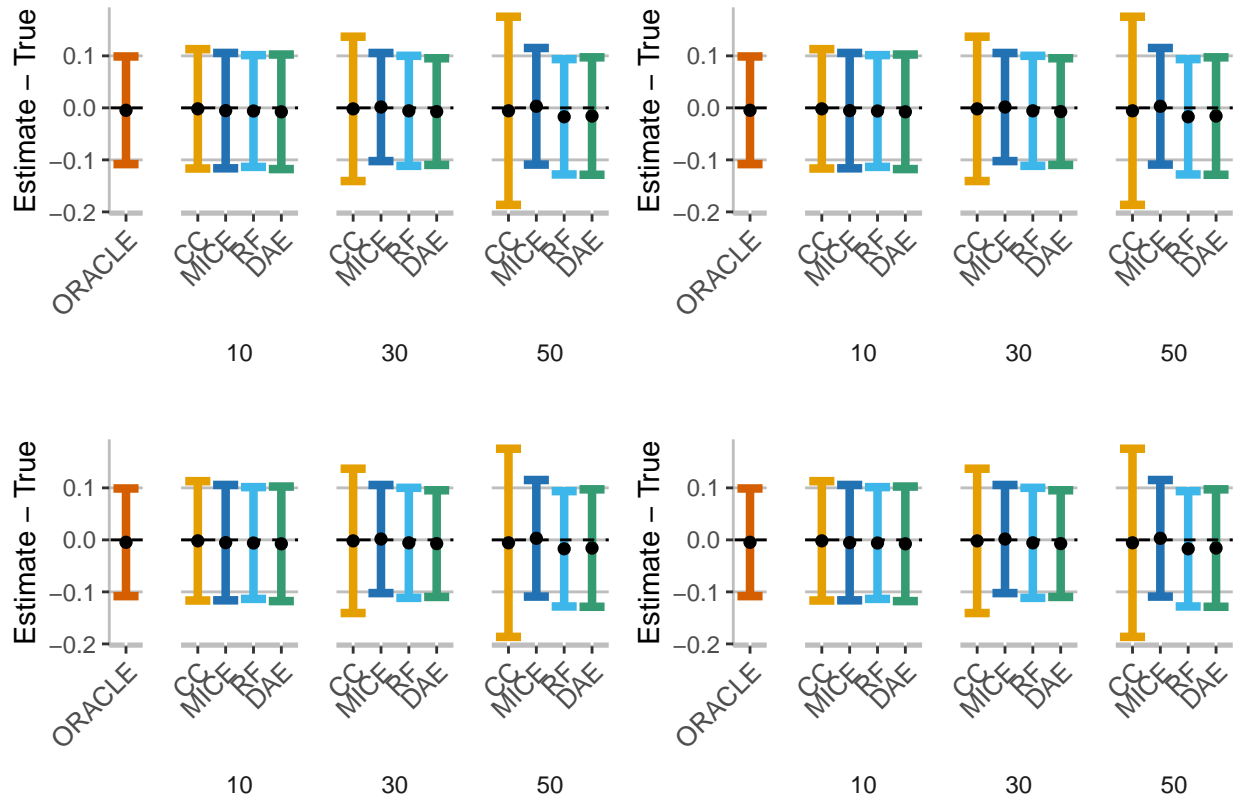 Estimate – True
0.1
0.0
−0.1
−0.2
ORACLE
CC
MICE
RF
DAE
CC
MICE
RF
DAE
CC
MICE
RF
DAE
10
30
50
Estimate – True
0.1
0.0
−0.1
−0.2
ORACLE
CC
MICE
RF
DAE
CC
MICE
RF
DAE
CC
MICE
RF
DAE
10
30
50
Estimate – True
0.1
0.0
−0.1
−0.2
ORACLE
CC
MICE
RF
DAE
CC
MICE
RF
DAE
CC
MICE
RF
DAE
10
30
50
Estimate – True
0.1
0.0
−0.1
−0.2
ORACLE
CC
MICE
RF
DAE
CC
MICE
RF
DAE
CC
MICE
RF
DAE
10
30
50